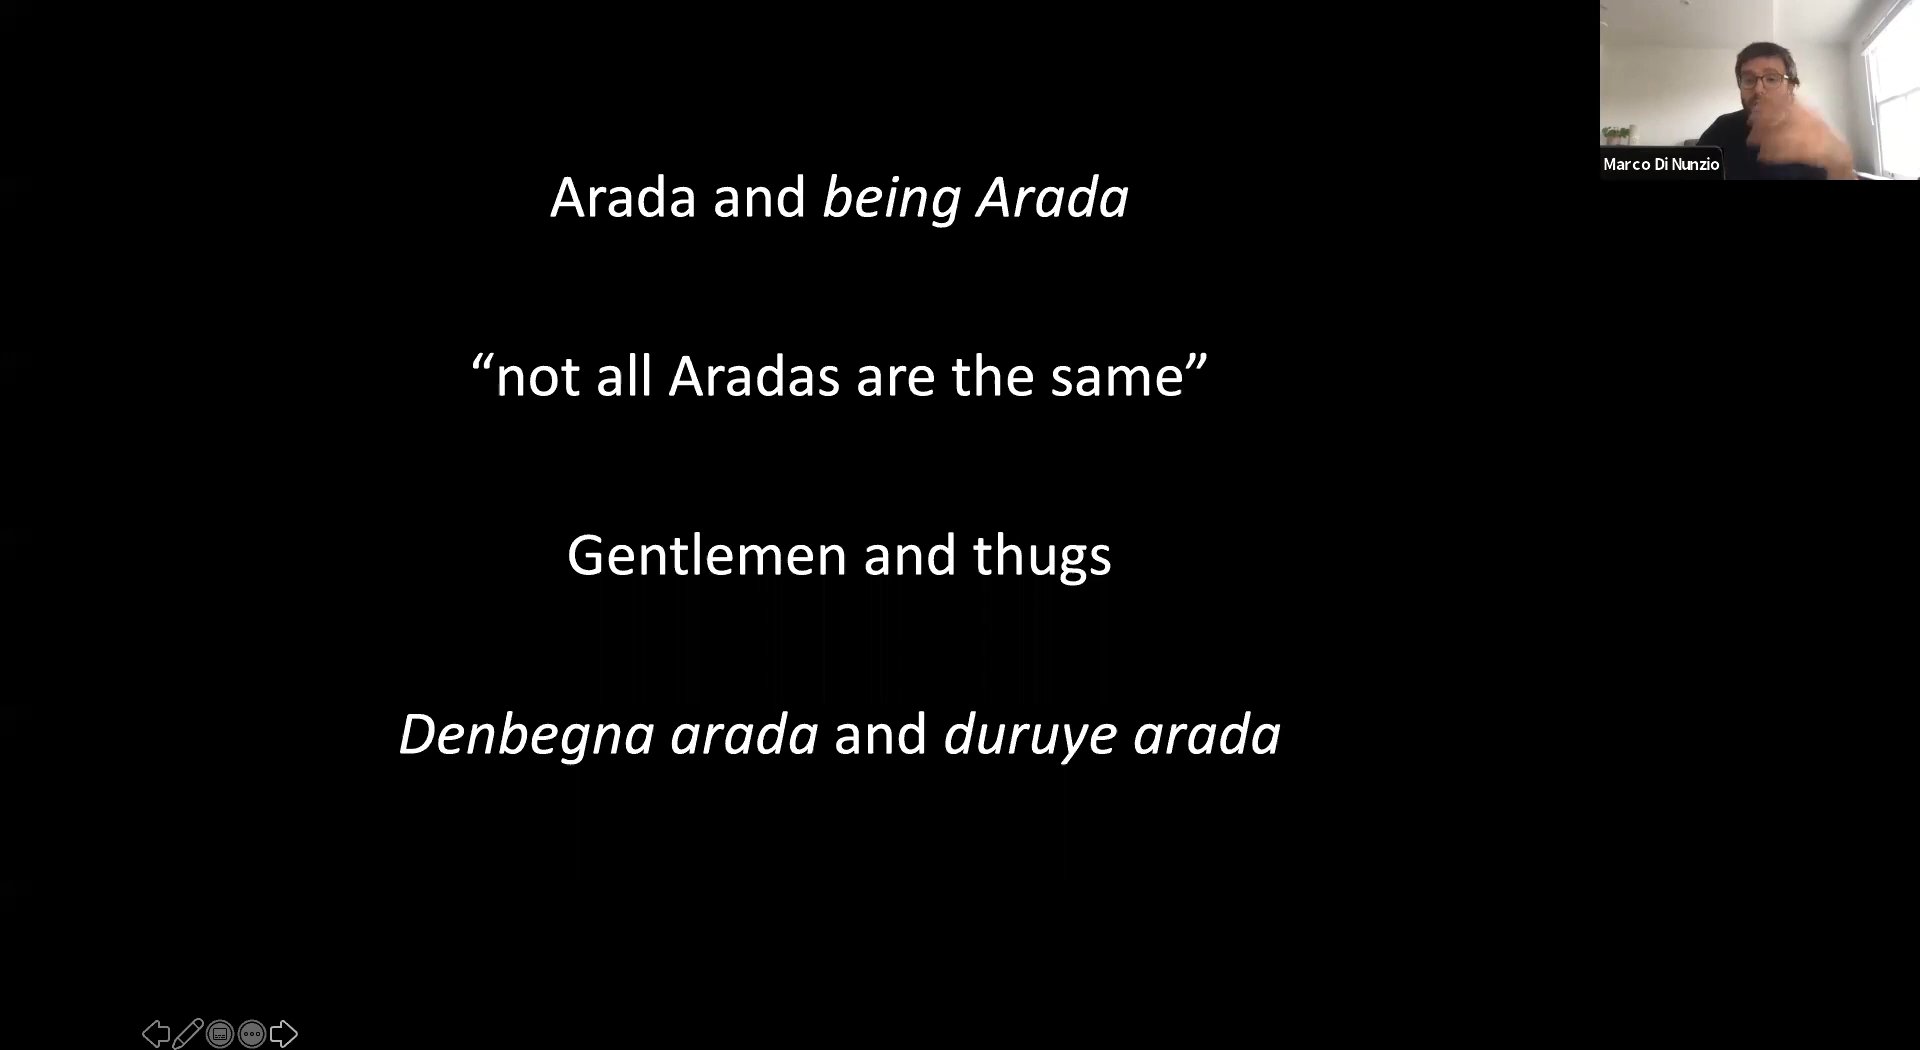 Arada and being Arada
“not all Aradas are the same”
Gentlemen and thugs
Denbegna arada and duruye arada
Marco Di Nunzio